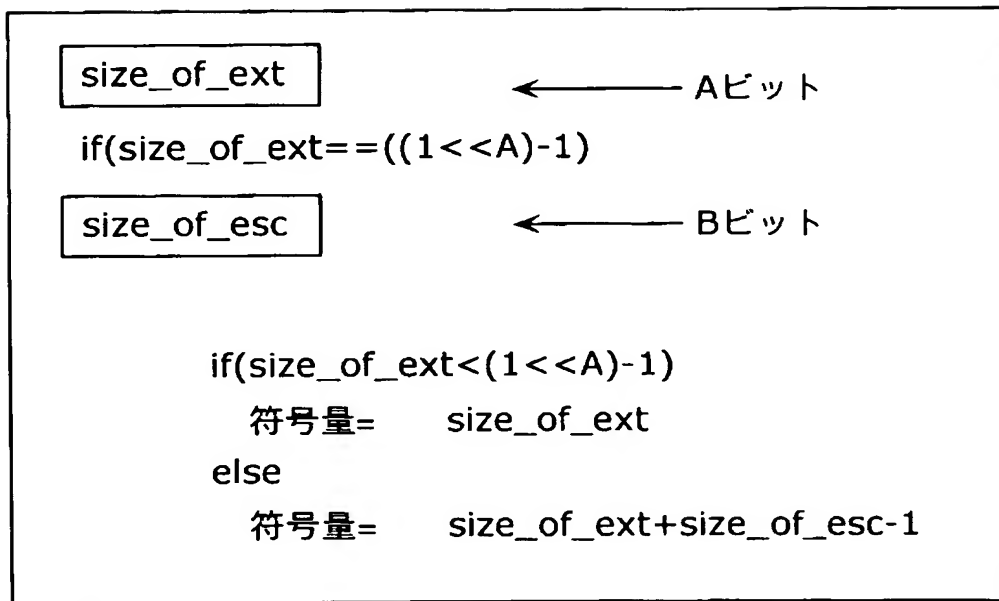 size_of_ext ← Aビット
if(size_of_ext==((1<<A)-1)
size_of_esc ← Bビット
if(size_of_ext<(1<<A)-1)
符号量= size_of_ext
else
符号量= size_of_ext+size_of_esc-1